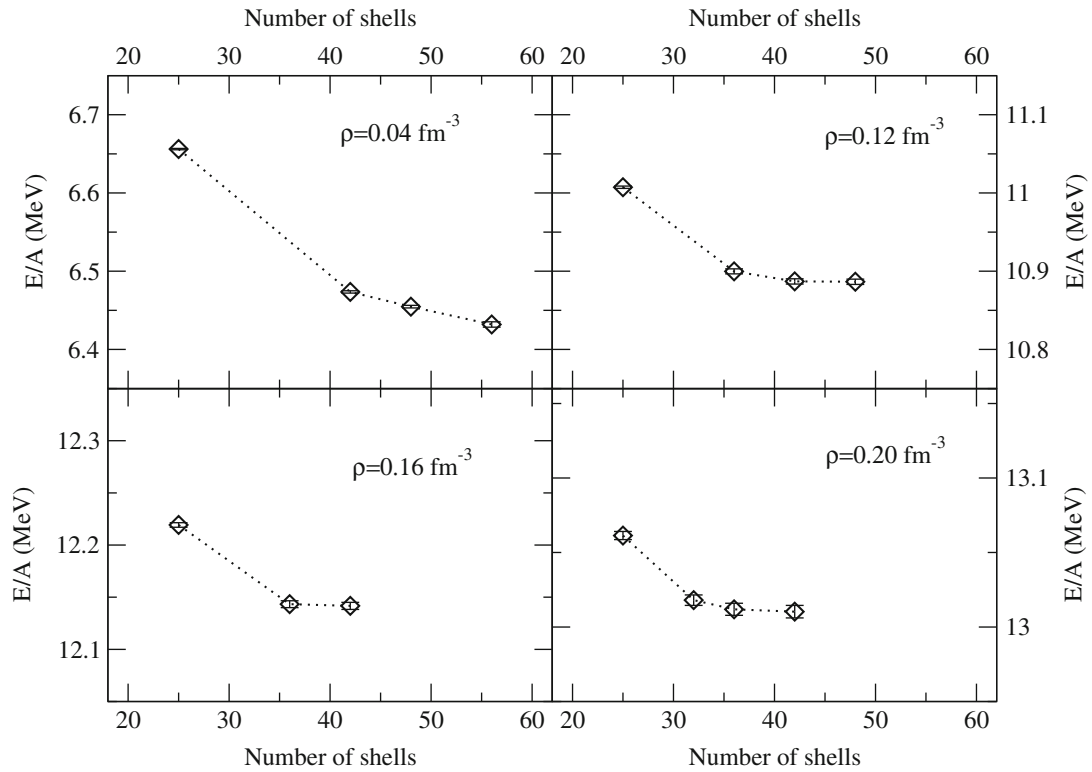 Number of shells
Number of shells
20 30 40 50 60
20 30 40 50 60
E/A (MeV)
6.7
6.6
6.5
6.4
ρ=0.04 fm-3
ρ=0.12 fm-3
11.1
11
10.9
10.8
E/A (MeV)
E/A (MeV)
12.3
12.2
12.1
ρ=0.16 fm-3
ρ=0.20 fm-3
13.1
13
E/A (MeV)
20 30 40 50 60
20 30 40 50 60
Number of shells
Number of shells